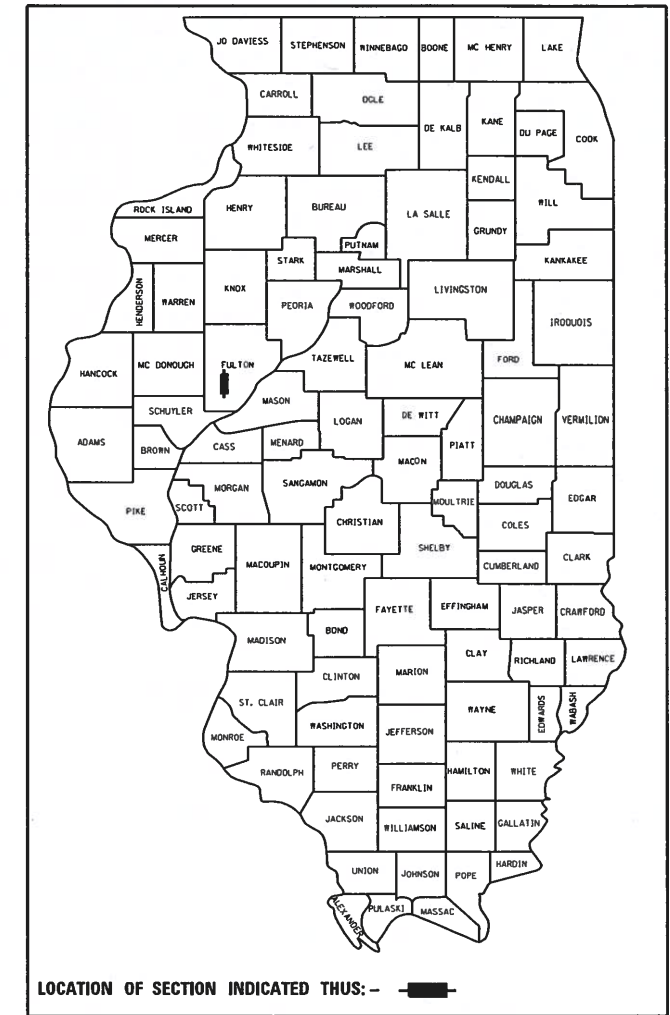 JO DAVIESS STEPHENSON WINNEBAGO BOONE MC HENRY LAKE
CARROLL OGLE DE KALB KANE DU PAGE COOK
WHITESIDE LEE
KENDALL WILL
ROCK ISLAND HENRY BUREAU LA SALLE GRUNDY
MERCER PUTNAM
STARK MARSHALL KANKAKEE
HENDERSON WARREN KNOX PEORIA WOODFORD LIVINGSTON IROQUOIS
HANCOCK MC DONOUGH FULTON TAZEWELL MC LEAN FORD
MASON
SCHUYLER LOGAN DE WITT CHAMPAIGN VERMILION
ADAMS BROWN CASS MENARD PIATT
MACON
MORGAN SANGAMON DOUGLAS EDGAR
PIKE SCOTT MOULTRIE
CHRISTIAN COLES
GREENE SHELBY
CALHOUN MACOUPIN MONTGOMERY CUMBERLAND CLARK
JERSEY
FAYETTE EFFINGHAM JASPER CRAWFORD
MADISON BOND
CLAY RICHLAND LAWRENCE
CLINTON MARION
ST. CLAIR WAYNE EDWARDS WABASH
WASHINGTON JEFFERSON
MONROE
RANDOLPH PERRY HAMILTON WHITE
FRANKLIN
JACKSON WILLIAMSON SALINE GALLATIN
UNION JOHNSON POPE HARDIN
ALEXANDER PULASKI MASSAC
LOCATION OF SECTION INDICATED THUS: -